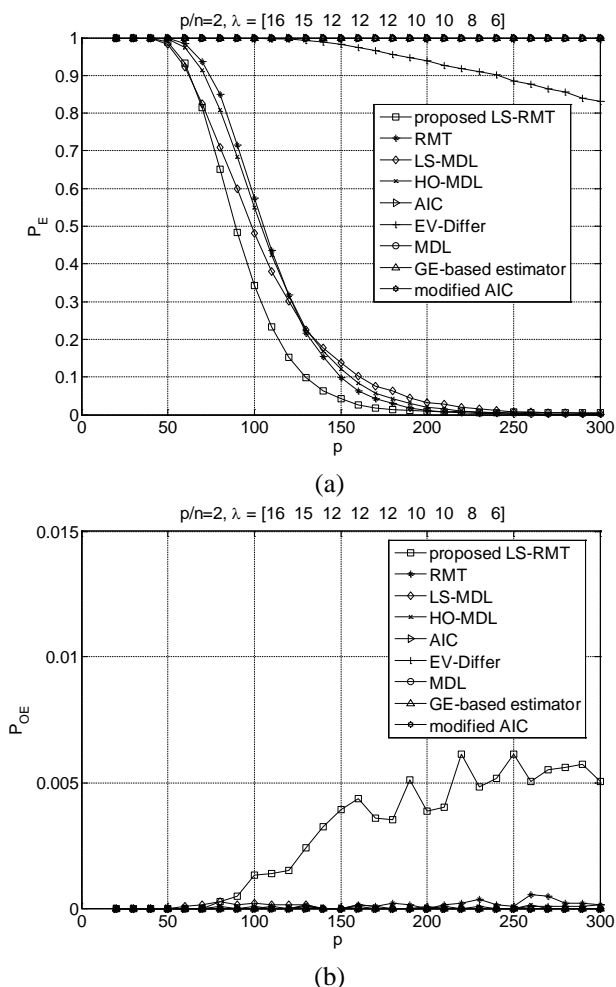 p/n=2, λ = [16 15 12 12 12 10 10 8 6]
1
0.9
0.8
0.7
0.6
0.5
0.4
0.3
0.2
0.1
0
P_E
proposed LS-RMT
RMT
LS-MDL
HO-MDL
AIC
EV-Differ
MDL
GE-based estimator
modified AIC
0 50 100 150 200 250 300
p
(a)
p/n=2, λ = [16 15 12 12 12 10 10 8 6]
0.015
0.01
0.005
0
P_OE
proposed LS-RMT
RMT
LS-MDL
HO-MDL
AIC
EV-Differ
MDL
GE-based estimator
modified AIC
0 50 100 150 200 250 300
p
(b)